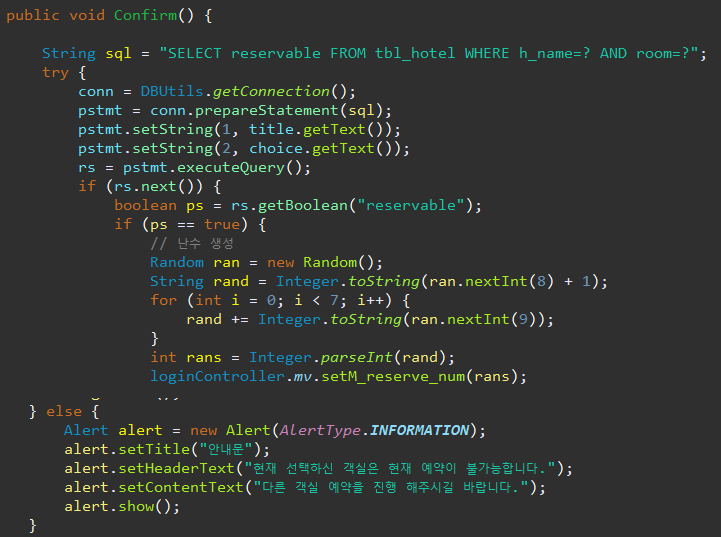 public void Confirm() {
String sql = "SELECT reservable FROM tbl_hotel WHERE h_name=? AND room=?";
try {
conn = DBUtils.getConnection();
pstmt = conn.prepareStatement(sql);
pstmt.setString(1, title.getText());
pstmt.setString(2, choice.getText());
rs = pstmt.executeQuery();
if (rs.next()) {
boolean ps = rs.getBoolean("reservable");
if (ps == true) {
// 난수 생성
Random ran = new Random();
String rand = Integer.toString(ran.nextInt(8) + 1);
for (int i = 0; i < 7; i++) {
rand += Integer.toString(ran.nextInt(9));
}
int rans = Integer.parseInt(rand);
loginController.mv.setM_reserve_num(rans);
} else {
Alert alert = new Alert(AlertType.INFORMATION);
alert.setTitle("안내문");
alert.setHeaderText("현재 선택하신 객실은 현재 예약이 불가능합니다.");
alert.setContentText("다른 객실 예약을 진행 해주시길 바랍니다.");
alert.show();
}